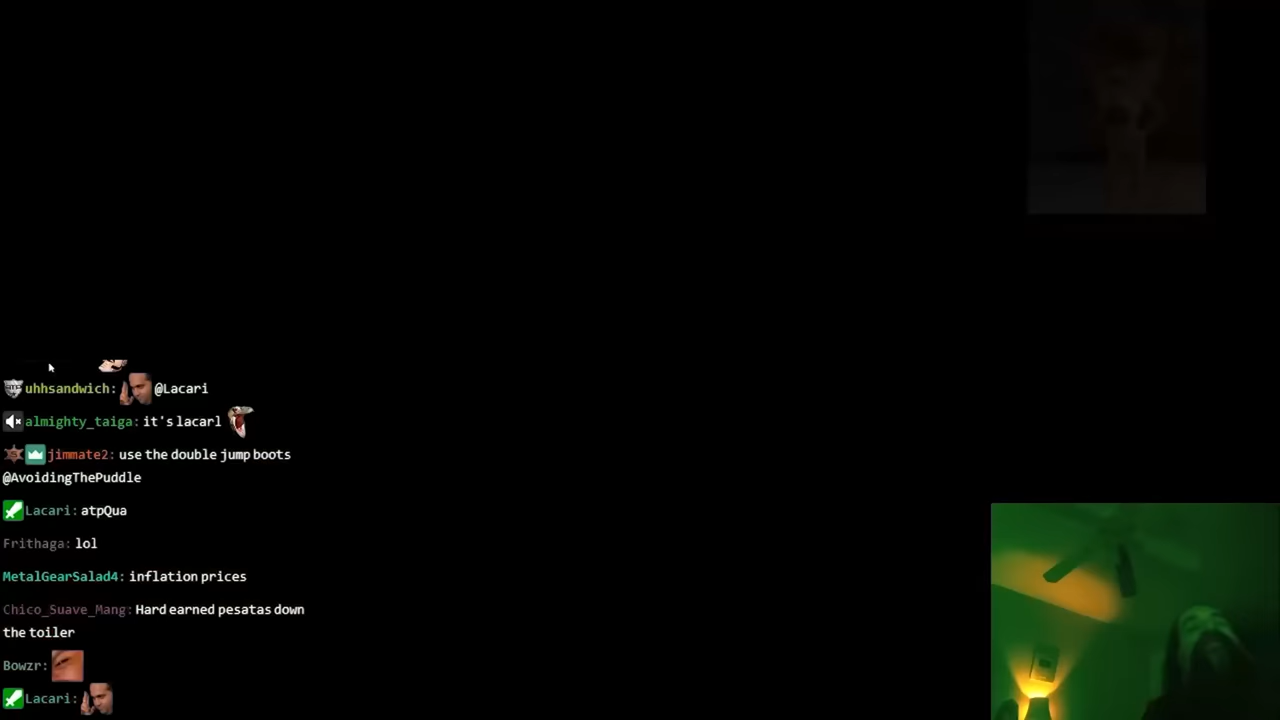 uhhsandwich: @Lacari
almighty_taiga: it's lacarl
jimmate2: use the double jump boots
@AvoidingThePuddle
Lacari: atpQua
Frithaga: lol
MetalGearSalad4: inflation prices
Chico_Suave_Mang: Hard earned pesatas down
the toiler
Bowzr:
Lacari: